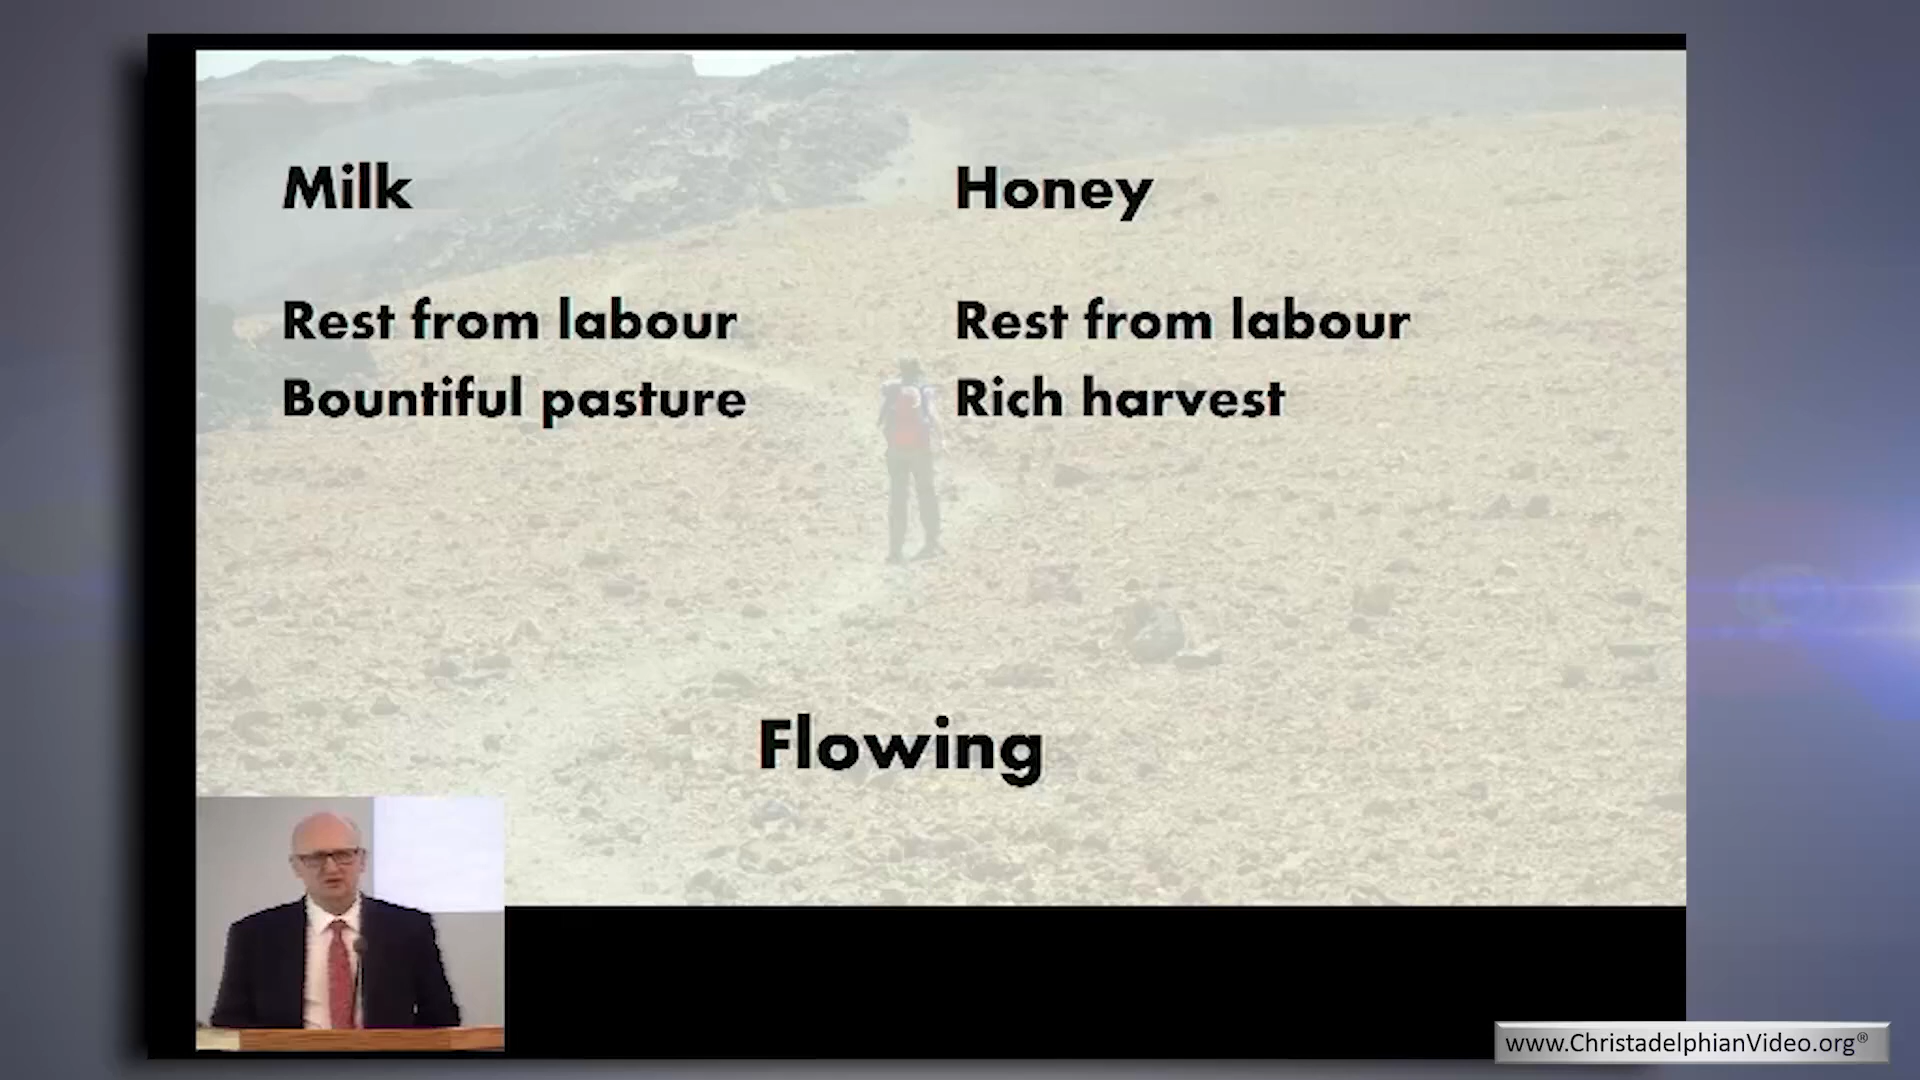 Milk
Honey
Rest from labour
Rest from labour
Bountiful pasture
Rich harvest
Flowing
www.ChristadelphianVideo.org®